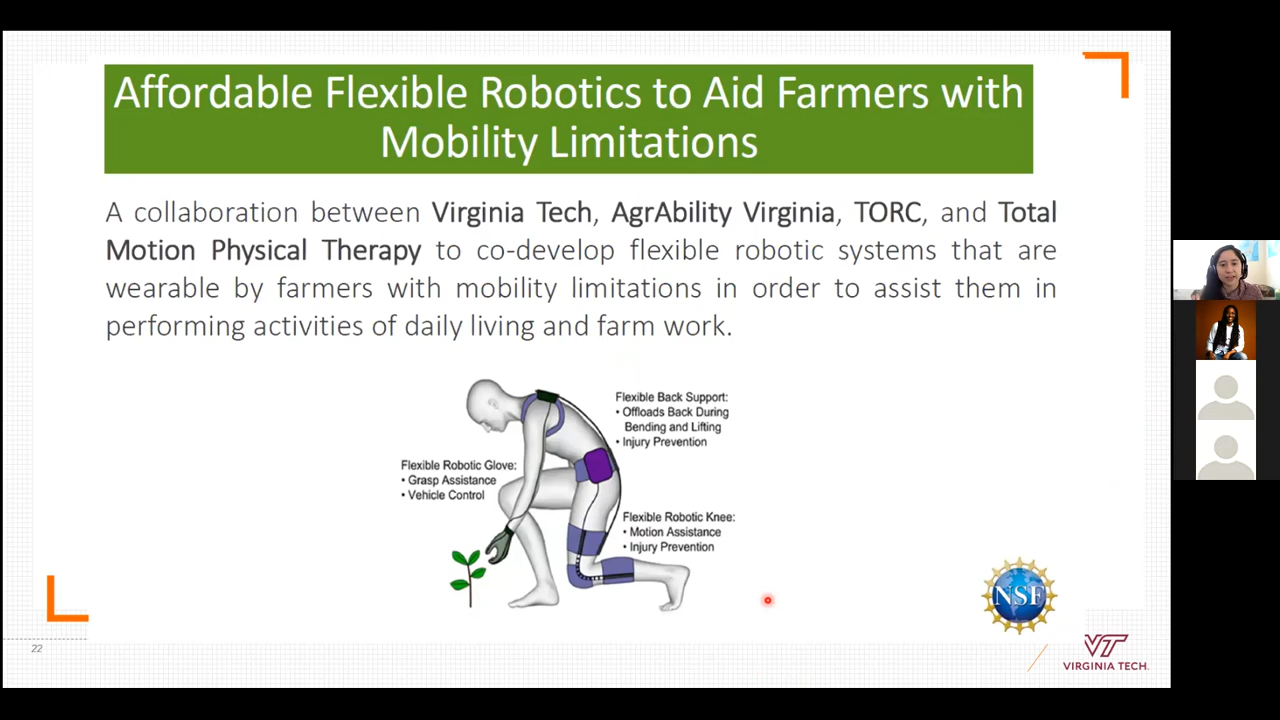 Affordable Flexible Robotics to Aid Farmers with
Mobility Limitations
A collaboration between Virginia Tech, AgrAbility Virginia, TORC, and Total
Motion Physical Therapy to co-develop flexible robotic systems that are
wearable by farmers with mobility limitations in order to assist them in
performing activities of daily living and farm work.
Flexible Back Support:
• Offloads Back During
Bending and Lifting
• Injury Prevention
Flexible Robotic Glove:
• Grasp Assistance
• Vehicle Control
Flexible Robotic Knee:
• Motion Assistance
• Injury Prevention
NSF
22
VT
VIRGINIA TECH.